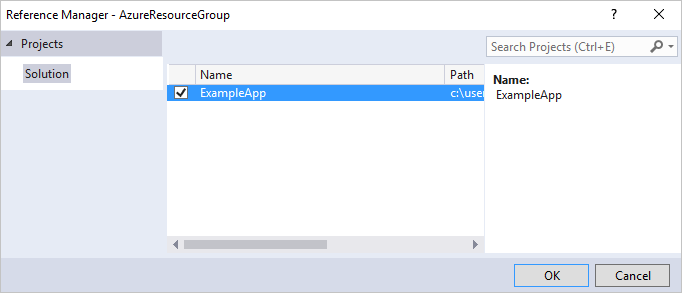 Reference Manager - AzureResourceGroup
?
Projects
Solution
Search Projects (Ctrl+E)
Name Path
ExampleApp c:\user
Name:
ExampleApp
OK Cancel